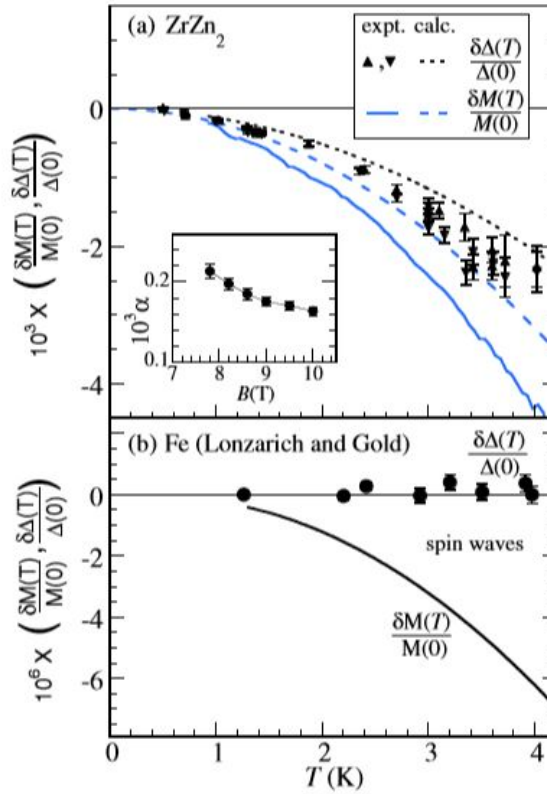 (a) ZrZn₂
expt. calc.
▲,▼ δΔ(T)/Δ(0)
δM(T)/M(0)
10³ X (δM(T)/M(0), δΔ(T)/Δ(0))
0
-2
-4
10³α
0.2
0.1
7 8 9 10
B(T)
(b) Fe (Lonzarich and Gold)
δΔ(T)/Δ(0)
10⁶ X (δM(T)/M(0), δΔ(T)/Δ(0))
0
-2
-4
-6
spin waves
δM(T)/M(0)
0 1 2 3 4
T (K)